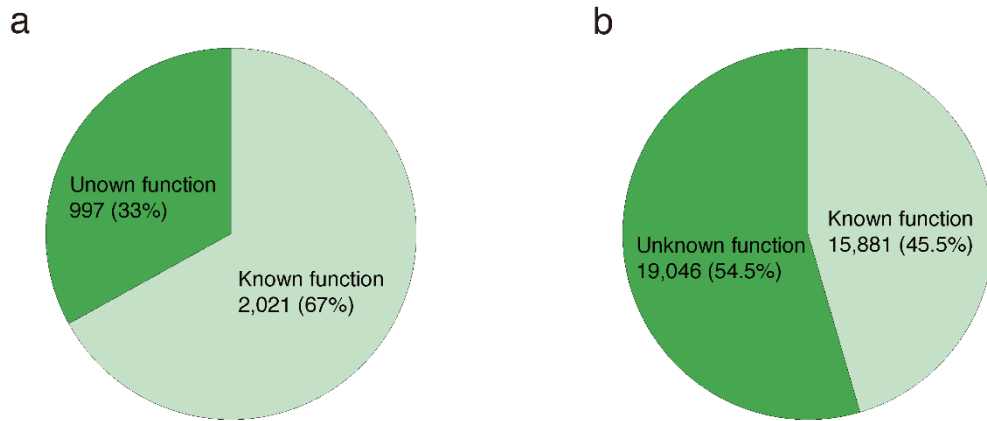 a
Unown function
997 (33%)
Known function
2,021 (67%)
b
Unknown function
19,046 (54.5%)
Known function
15,881 (45.5%)